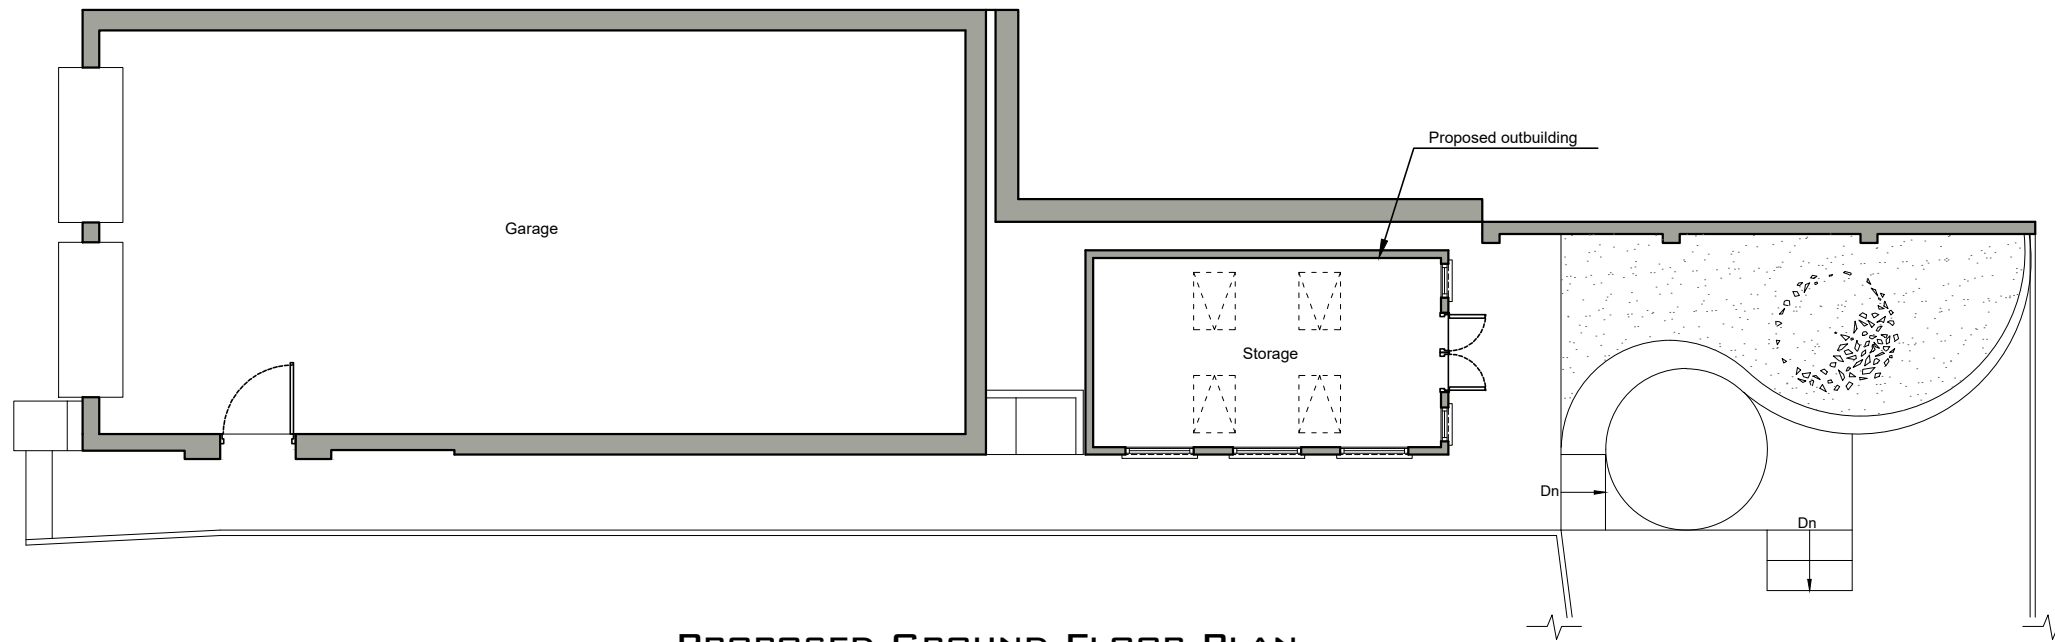 Proposed outbuilding
Garage
Storage
Dn
Dn
PROPOSED GROUND FLOOR PLAN